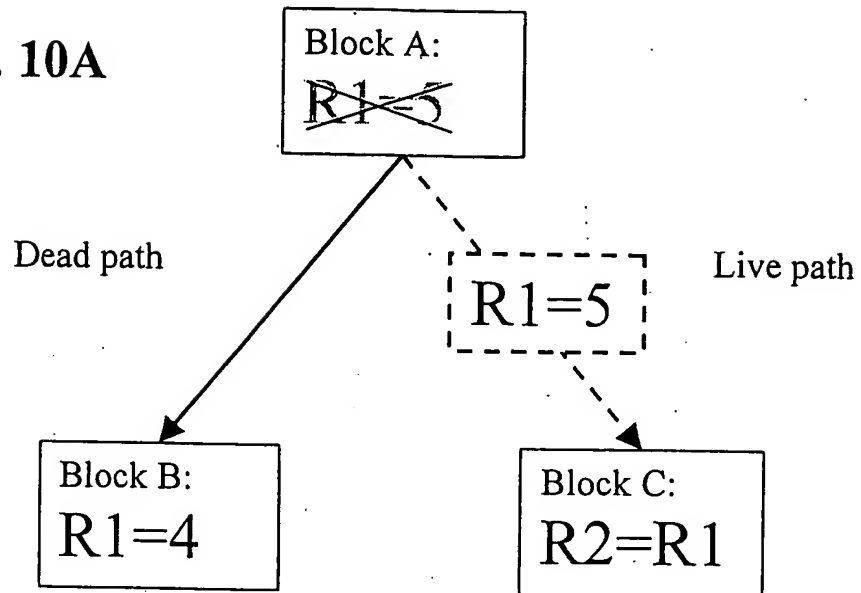 10A
Block A:
R1=5
Dead path
Live path
R1=5
Block B:
R1=4
Block C:
R2=R1